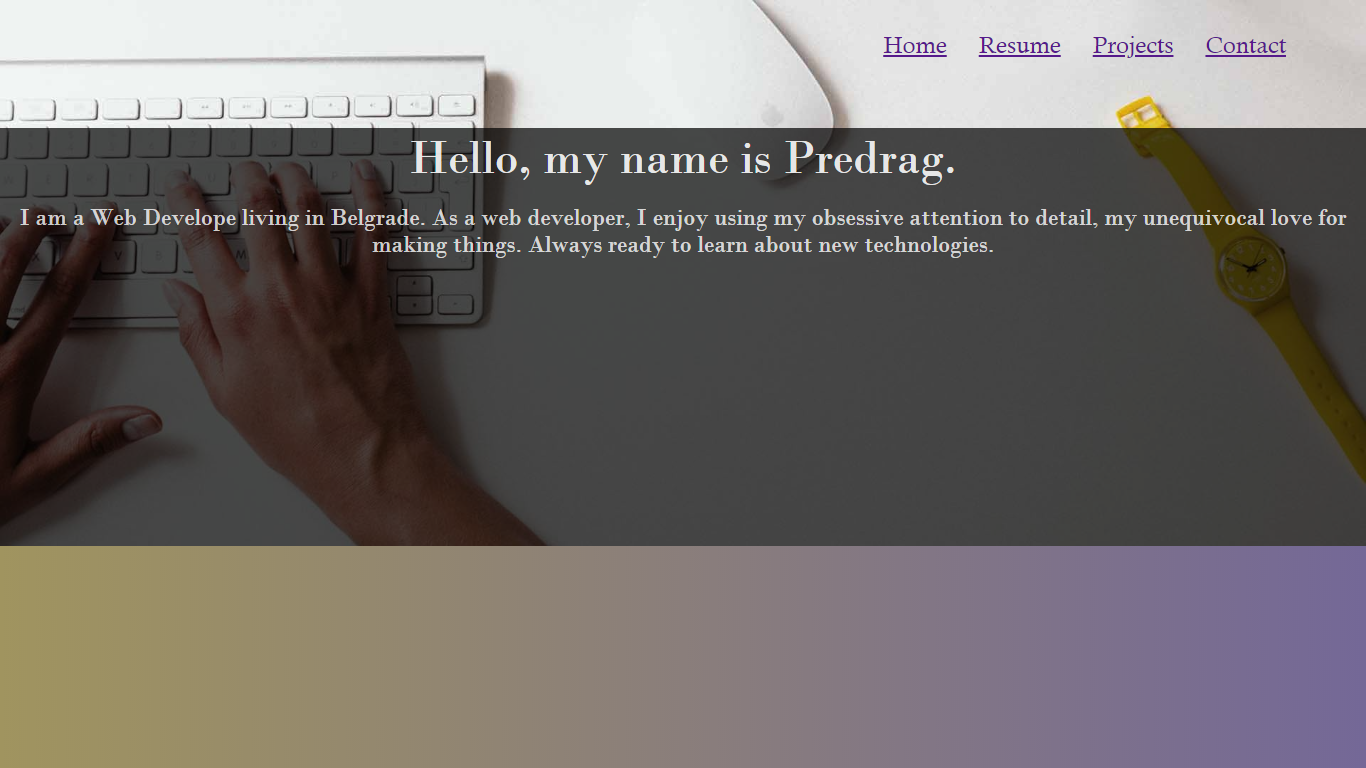 Home Resume Projects Contact
Hello, my name is Predrag.
I am a Web Develope living in Belgrade. As a web developer, I enjoy using my obsessive attention to detail, my unequivocal love for
making things. Always ready to learn about new technologies.